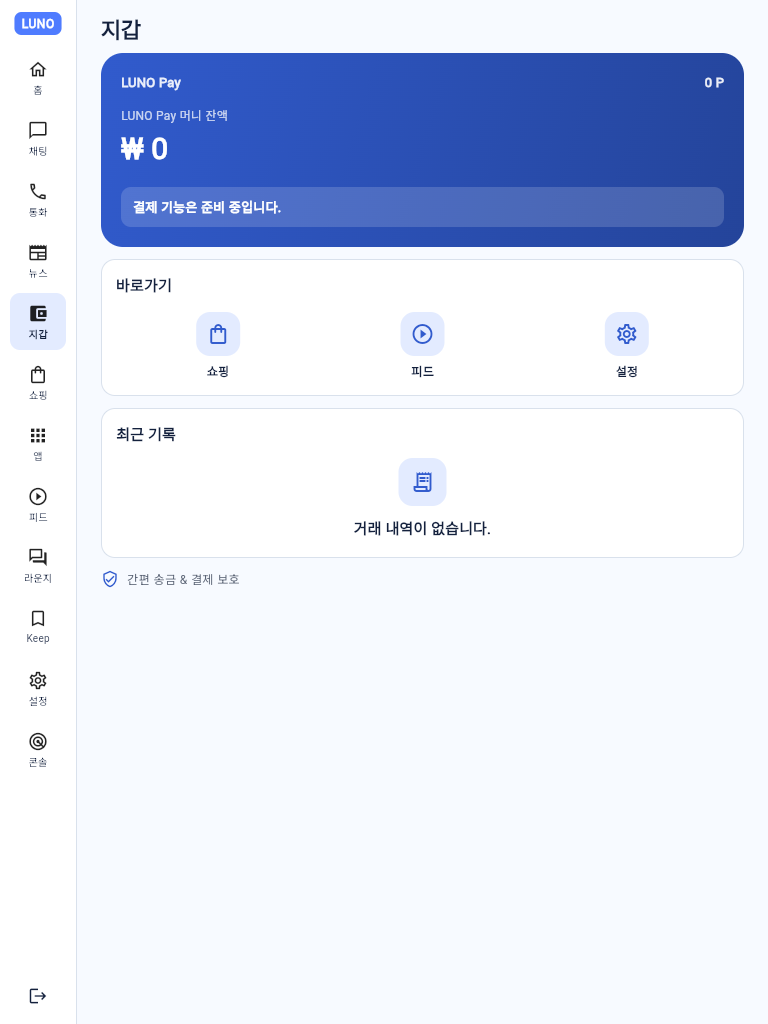 LUNO
홈
채팅
통화
뉴스
지갑
쇼핑
앱
피드
라운지
Keep
설정
콘솔
지갑
LUNO Pay
0 P
LUNO Pay 머니 잔액
₩ 0
결제 기능은 준비 중입니다.
바로가기
쇼핑
피드
설정
최근 기록
거래 내역이 없습니다.
간편 송금 & 결제 보호